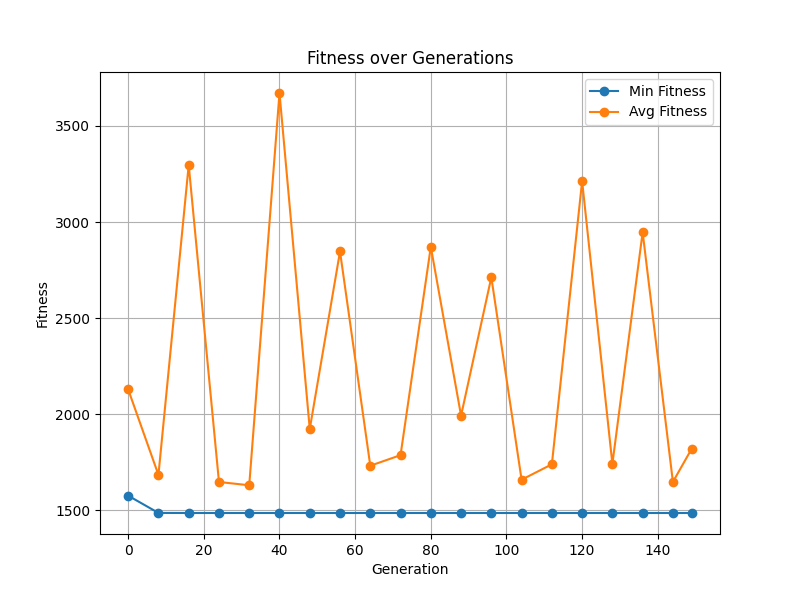 Fitness over Generations
Min Fitness
Avg Fitness
3500
3000
2500
2000
1500
Fitness
0 20 40 60 80 100 120 140
Generation